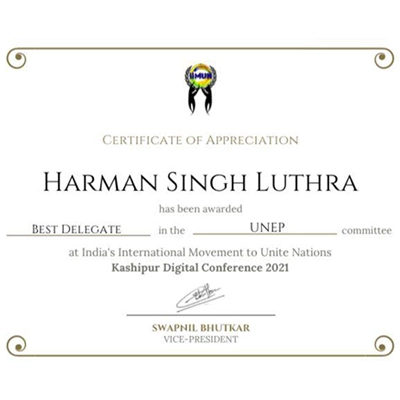 IIMUN
CERTIFICATE OF APPRECIATION
HARMAN SINGH LUTHRA
has been awarded
BEST DELEGATE in the UNEP committee
at India's International Movement to Unite Nations
Kashipur Digital Conference 2021
SWAPNIL BHUTKAR
VICE-PRESIDENT